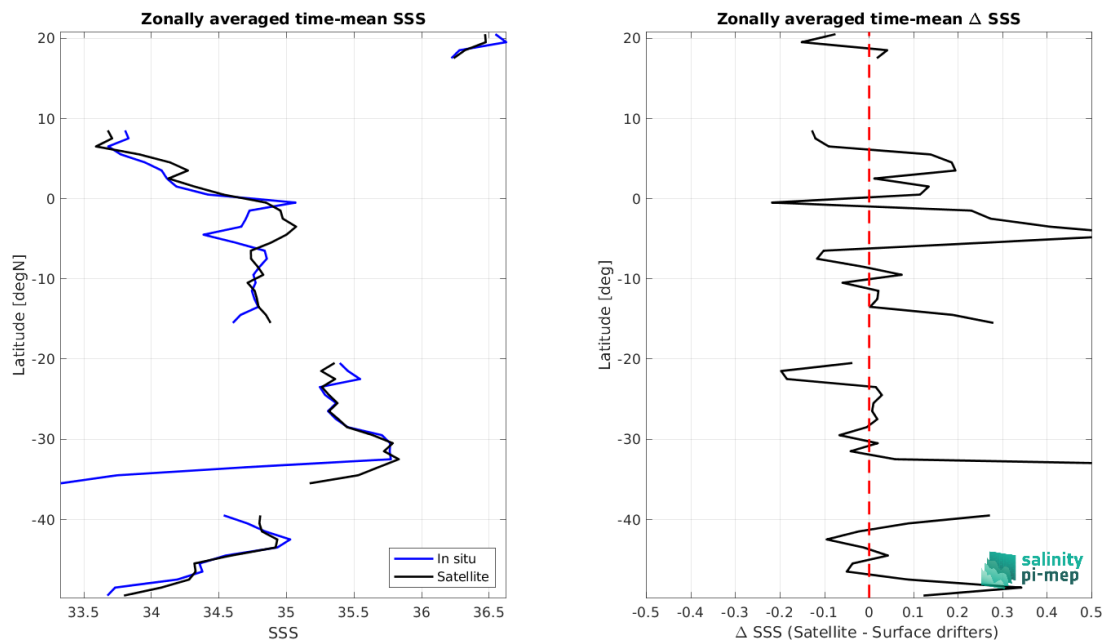 Zonally averaged time-mean SSS
20
10
0
-10
-20
-30
-40
Latitude [degN]
33.5 34 34.5 35 35.5 36 36.5
SSS
In situ
Satellite
Zonally averaged time-mean Δ SSS
20
10
0
-10
-20
-30
-40
Latitude [deg]
-0.5 -0.4 -0.3 -0.2 -0.1 0 0.1 0.2 0.3 0.4 0.5
Δ SSS (Satellite - Surface drifters)
salinity
pi-mep